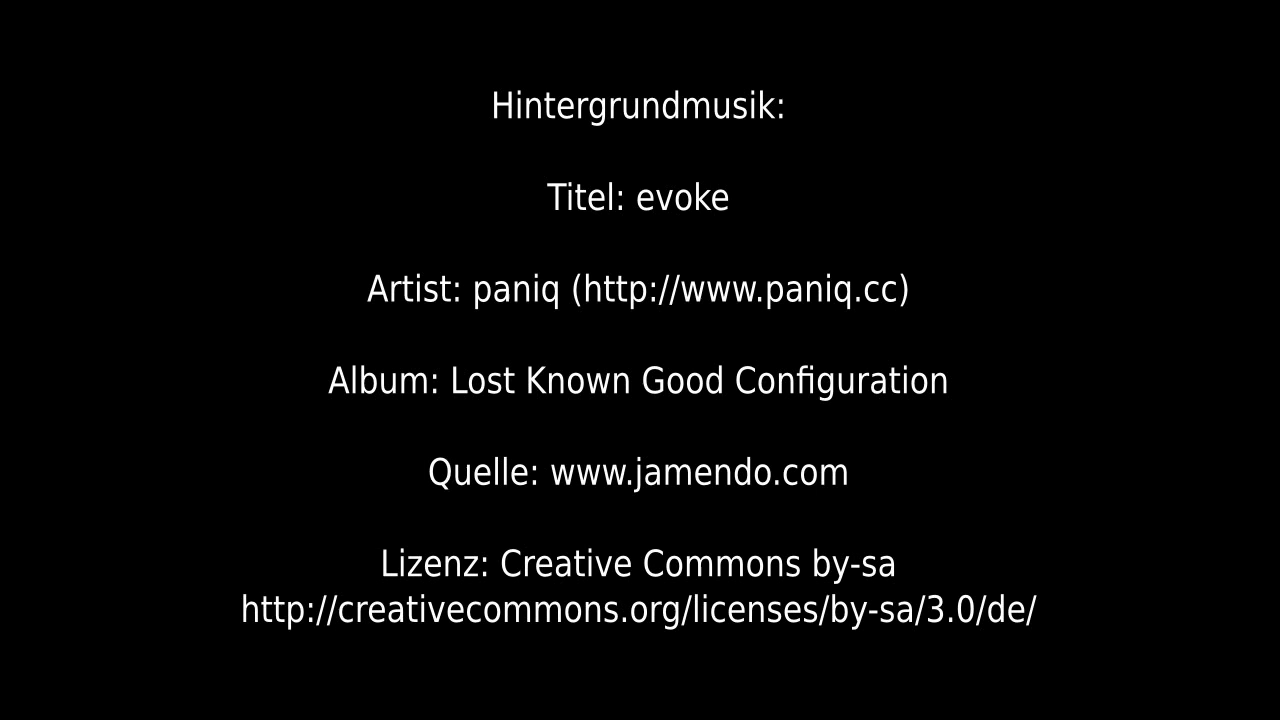 Hintergrundmusik:
Titel: evoke
Artist: paniq (http://www.paniq.cc)
Album: Lost Known Good Configuration
Quelle: www.jamendo.com
Lizenz: Creative Commons by-sa
http://creativecommons.org/licenses/by-sa/3.0/de/